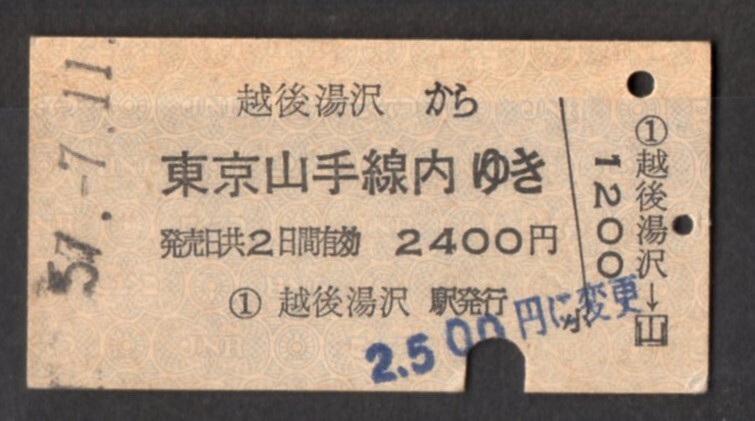 57.-7.11.
越後湯沢 から
東京山手線内 ゆき
発売日共2日間有効 2400円
① 越後湯沢 駅発行
2.500円に変更
①越後湯沢→山
1200
小